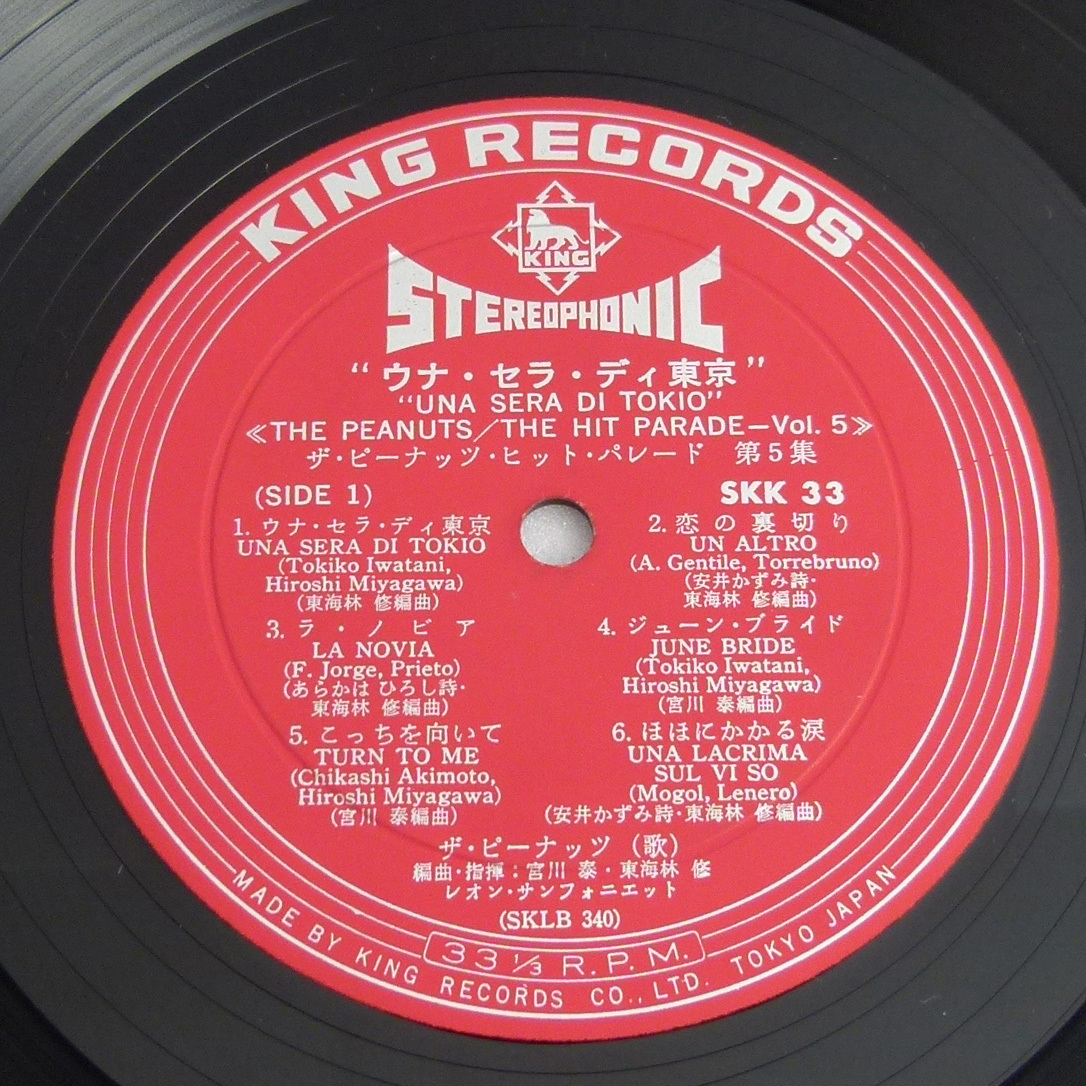 KING RECORDS
KING
STEREOPHONIC
“ウナ・セラ・ディ東京”
“UNA SERA DI TOKIO”
≪THE PEANUTS/THE HIT PARADE—Vol. 5≫
ザ・ピーナッツ・ヒット・パレード 第5集
(SIDE 1)
SKK 33
1. ウナ・セラ・ディ東京
UNA SERA DI TOKIO
(Tokiko Iwatani,
Hiroshi Miyagawa)
(東海林 修編曲)
2. 恋の裏切り
UN ALTRO
(A. Gentile, Torrebruno)
(安井かずみ詩・
東海林 修編曲)
3. ラ・ノビア
LA NOVIA
(F. Jorge, Prieto)
(あらかは ひろし詩・
東海林 修編曲)
4. ジューン・ブライド
JUNE BRIDE
(Tokiko Iwatani,
Hiroshi Miyagawa)
(宮川 泰編曲)
5. こっちを向いて
TURN TO ME
(Chikashi Akimoto,
Hiroshi Miyagawa)
(宮川 泰編曲)
6. ほほにかかる涙
UNA LACRIMA
SUL VI SO
(Mogol, Lenero)
(安井かずみ詩・東海林 修編曲)
ザ・ピーナッツ (歌)
編曲・指揮:宮川 泰・東海林 修
レオン・サンフォニエット
(SKLB 340)
33⅓ R.P.M.
MADE BY KING RECORDS CO., LTD. TOKYO JAPAN